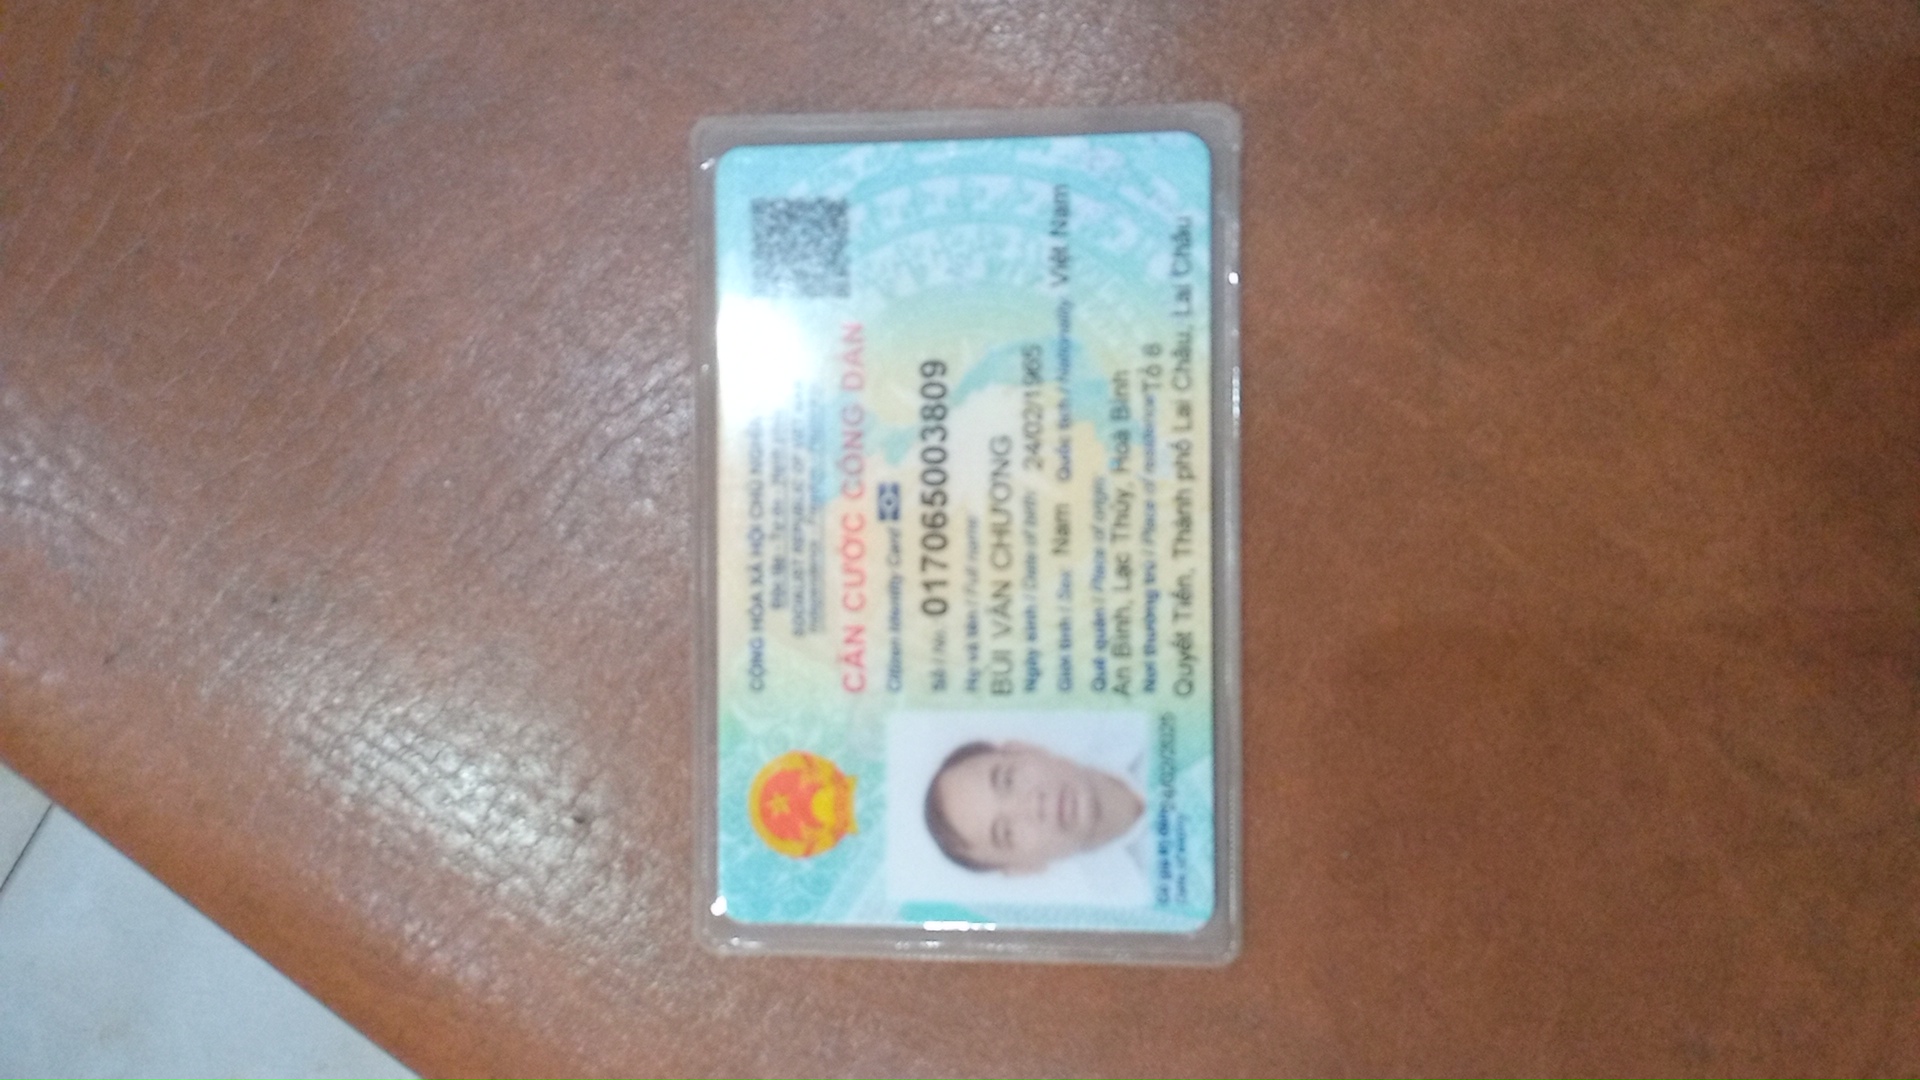 CỘNG HÒA XÃ HỘI CHỦ NGHĨA
Độc lập - Tự do - Hạnh phúc
SOCIALIST REPUBLIC OF VIET NAM
Independence - Freedom - Happiness
CĂN CƯỚC CÔNG DÂN
Citizen Identity Card
Số / No.: 017065003809
Họ và tên / Full name:
BÙI VĂN CHƯƠNG
Ngày sinh / Date of birth: 24/02/1965
Giới tính / Sex: Nam Quốc tịch / Nationality: Việt Nam
Quê quán / Place of origin:
An Bình, Lạc Thủy, Hoà Bình
Nơi thường trú / Place of residence: Tổ 8
Quyết Tiến, Thành phố Lai Châu, Lai Châu
Có giá trị đến: 24/02/2025
Date of expiry